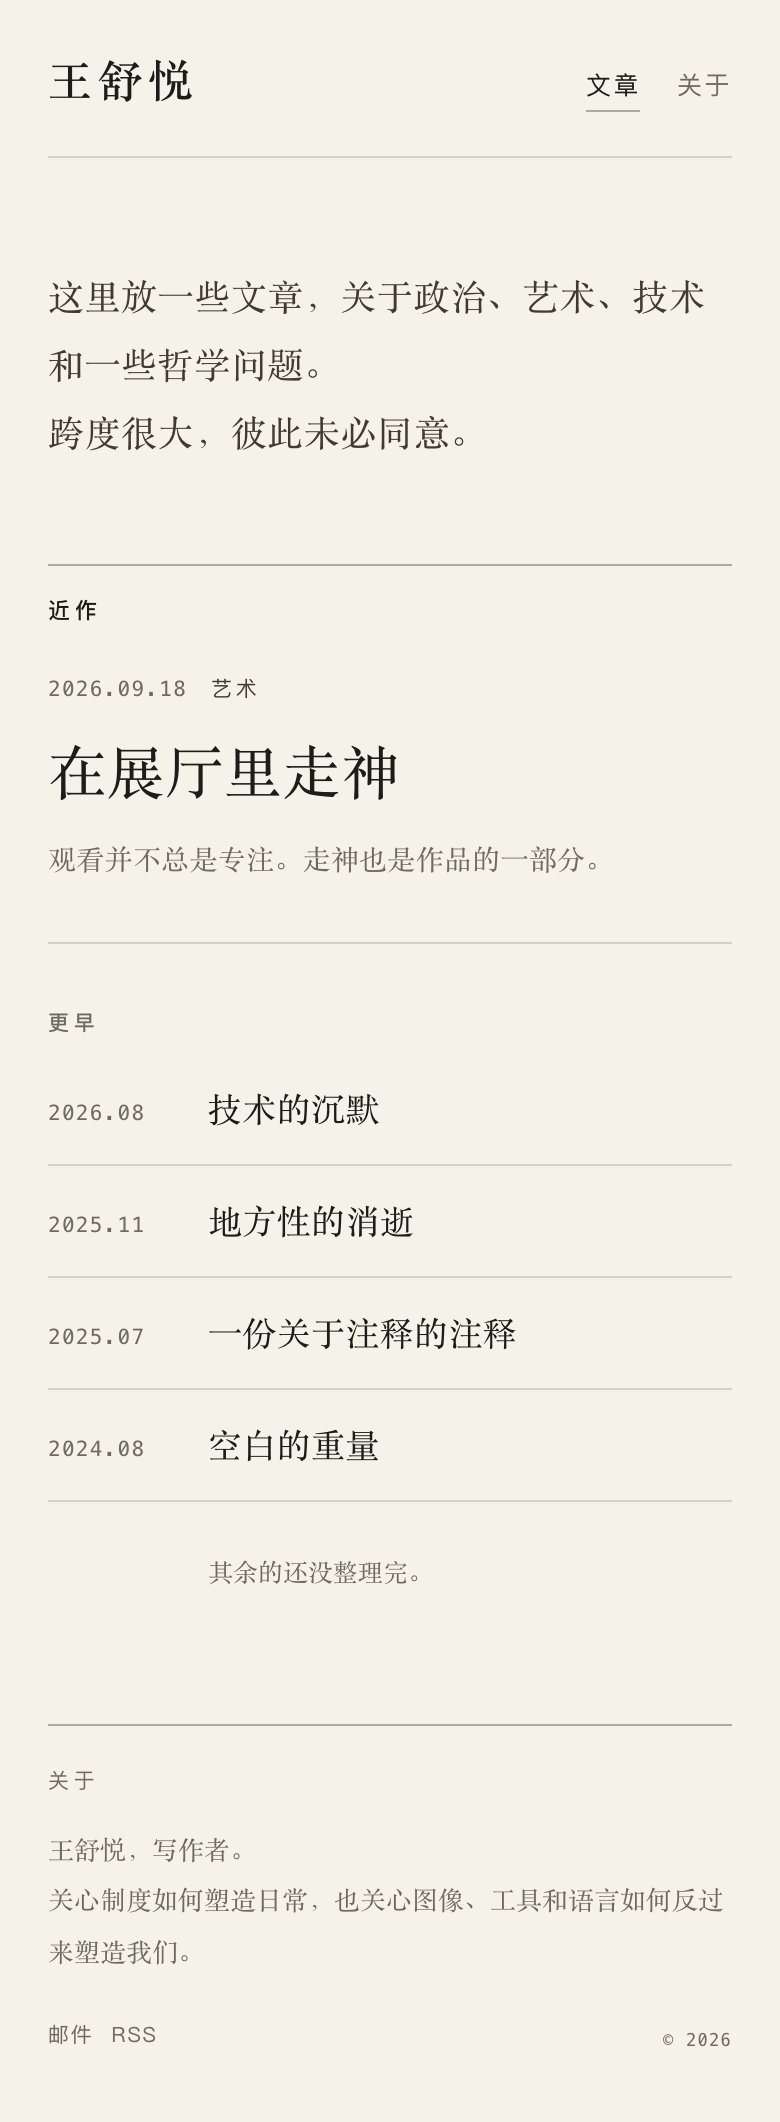 王舒悦
文章 关于
这里放一些文章，关于政治、艺术、技术
和一些哲学问题。
跨度很大，彼此未必同意。
近作
2026.09.18 艺术
在展厅里走神
观看并不总是专注。走神也是作品的一部分。
更早
2026.08 技术的沉默
2025.11 地方性的消逝
2025.07 一份关于注释的注释
2024.08 空白的重量
其余的还没整理完。
关于
王舒悦，写作者。
关心制度如何塑造日常，也关心图像、工具和语言如何反过
来塑造我们。
邮件 RSS
© 2026